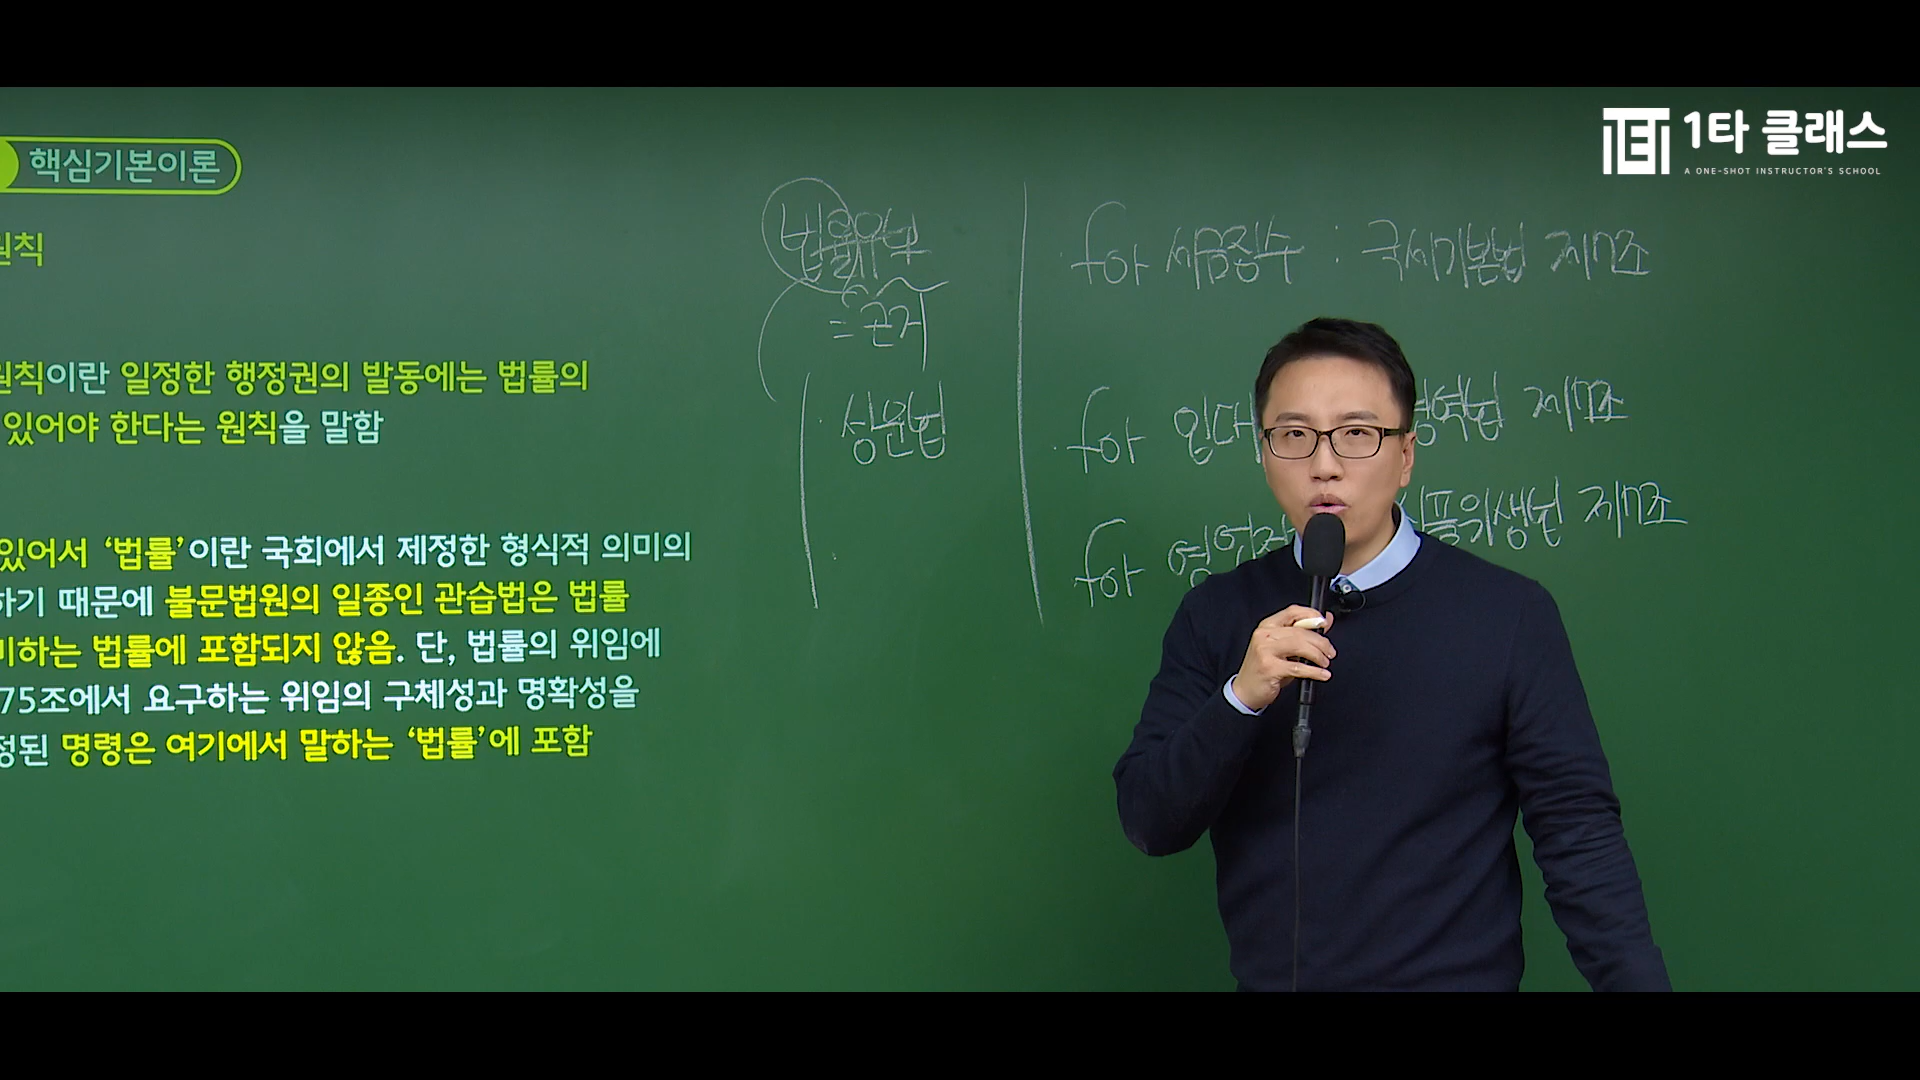 1타 클래스
A ONE-SHOT INSTRUCTOR'S SCHOOL
핵심기본이론
원칙
원칙이란 일정한 행정권의 발동에는 법률의
있어야 한다는 원칙을 말함
있어서 ‘법률’이란 국회에서 제정한 형식적 의미의
하기 때문에 불문법원의 일종인 관습법은 법률
미하는 법률에 포함되지 않음. 단, 법률의 위임에
75조에서 요구하는 위임의 구체성과 명확성을
정된 명령은 여기에서 말하는 ‘법률’에 포함
법률유보
= 근거
성문법
for 세금징수 : 국세기본법 제17조
for 입대 병역법 제17조
for 영업정 식품위생법 제17조